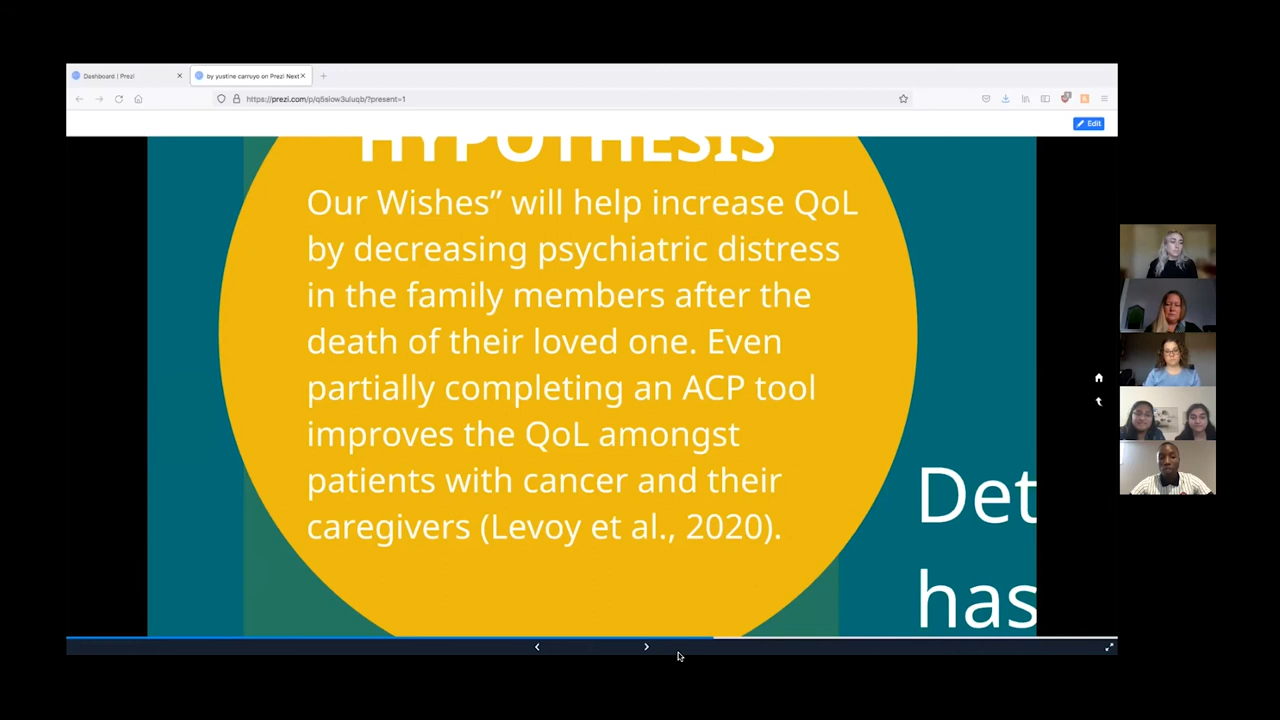 Dashboard | Prezi
by yustine carruyo on Prezi Next
https://prezi.com/p/q5siow3uluqb/?present=1
Edit
HYPOTHESIS
Our Wishes” will help increase QoL
by decreasing psychiatric distress
in the family members after the
death of their loved one. Even
partially completing an ACP tool
improves the QoL amongst
patients with cancer and their
caregivers (Levoy et al., 2020).
Det
has